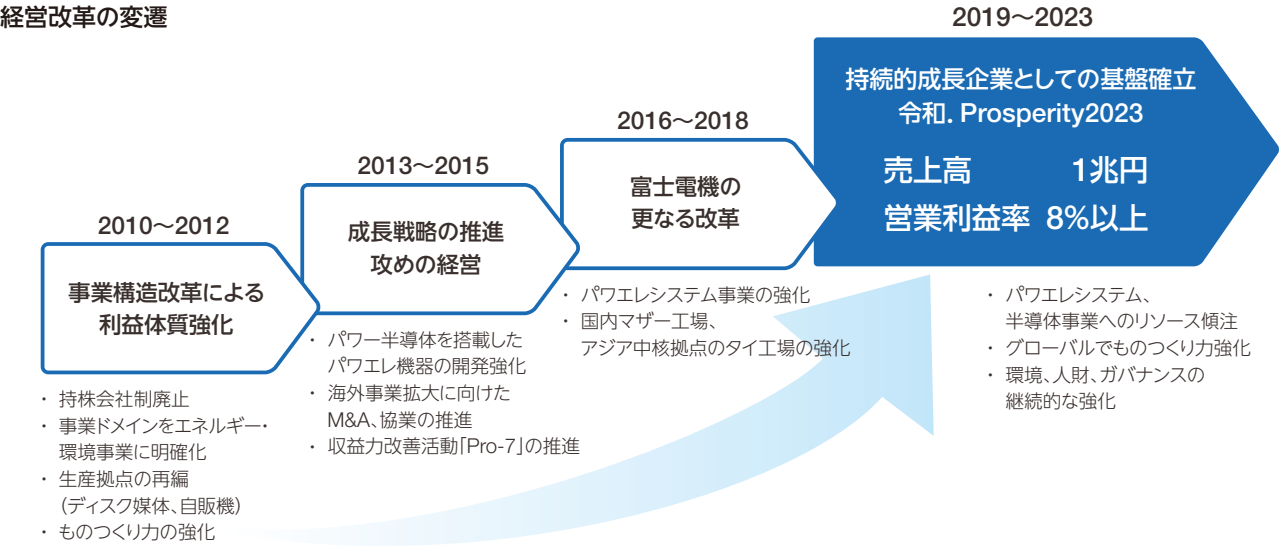 経営改革の変遷
2010〜2012
事業構造改革による
利益体質強化
・ 持株会社制廃止
・ 事業ドメインをエネルギー・
環境事業に明確化
・ 生産拠点の再編
(ディスク媒体、自販機)
・ ものつくり力の強化
2013〜2015
成長戦略の推進
攻めの経営
・ パワー半導体を搭載した
パワエレ機器の開発強化
・ 海外事業拡大に向けた
M&A、協業の推進
・ 収益力改善活動「Pro-7」の推進
2016〜2018
富士電機の
更なる改革
・ パワエレシステム事業の強化
・ 国内マザー工場、
アジア中核拠点のタイ工場の強化
2019〜2023
持続的成長企業としての基盤確立
令和. Prosperity2023
売上高 1兆円
営業利益率 8%以上
・ パワエレシステム、
半導体事業へのリソース傾注
・ グローバルでものつくり力強化
・ 環境、人財、ガバナンスの
継続的な強化